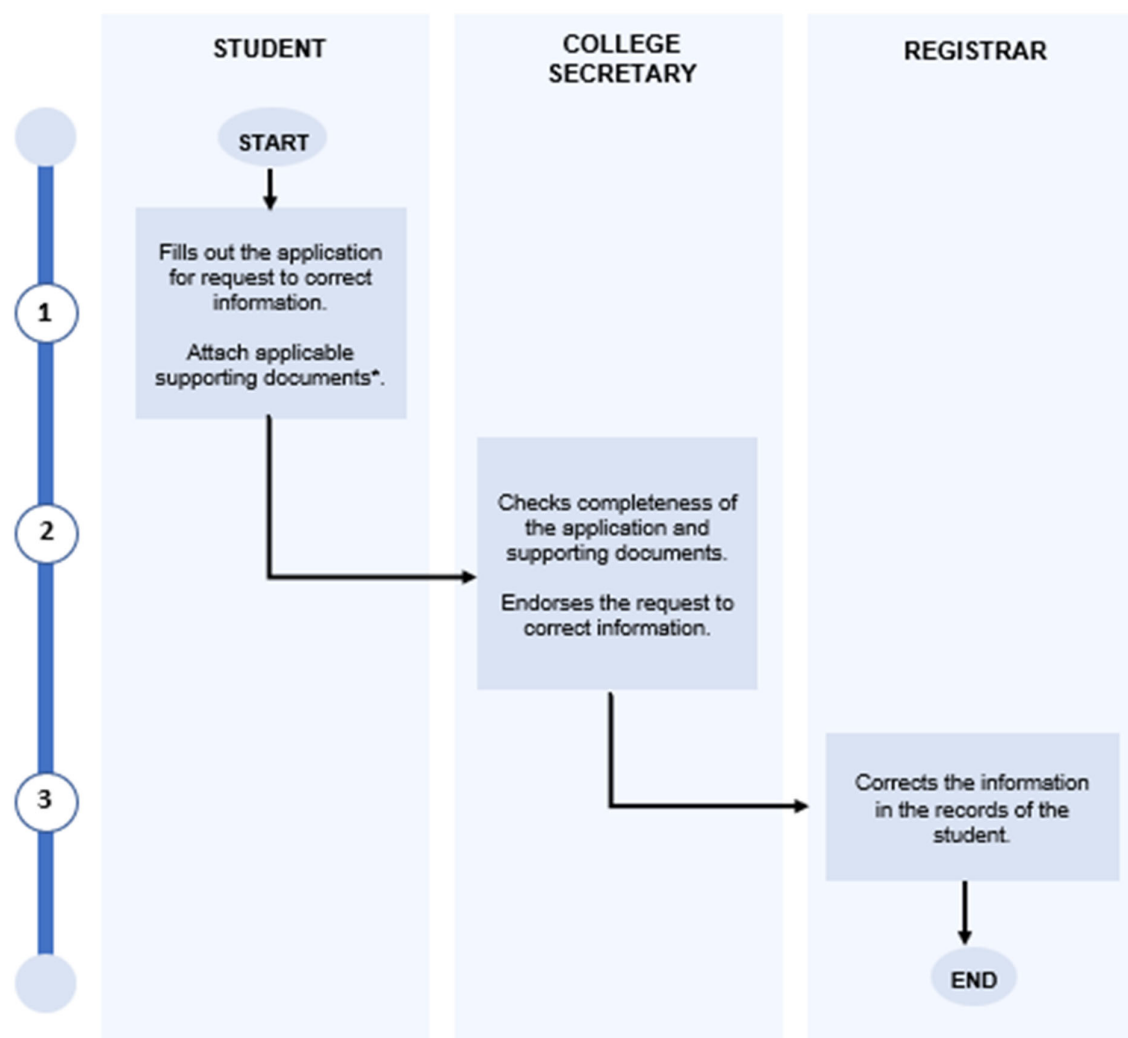 STUDENT
COLLEGE
SECRETARY
REGISTRAR
START
1
Fills out the application
for request to correct
information.
Attach applicable
supporting documents*.
2
Checks completeness of
the application and
supporting documents.
Endorses the request to
correct information.
3
Corrects the information
in the records of the
student.
END